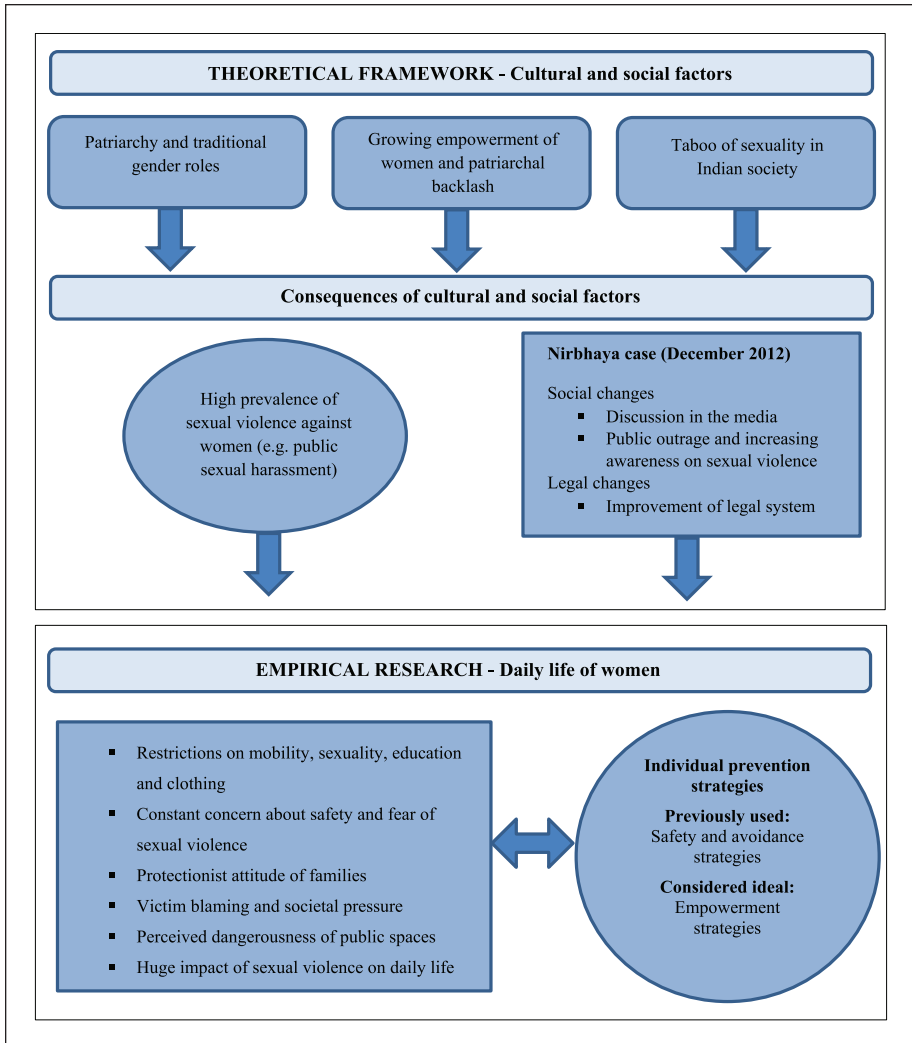 THEORETICAL FRAMEWORK - Cultural and social factors
Patriarchy and traditional
gender roles
Growing empowerment of
women and patriarchal
backlash
Taboo of sexuality in
Indian society
Consequences of cultural and social factors
High prevalence of
sexual violence against
women (e.g. public
sexual harassment)
Nirbhaya case (December 2012)
Social changes
▪ Discussion in the media
▪ Public outrage and increasing
awareness on sexual violence
Legal changes
▪ Improvement of legal system
EMPIRICAL RESEARCH - Daily life of women
▪ Restrictions on mobility, sexuality, education
and clothing
▪ Constant concern about safety and fear of
sexual violence
▪ Protectionist attitude of families
▪ Victim blaming and societal pressure
▪ Perceived dangerousness of public spaces
▪ Huge impact of sexual violence on daily life
Individual prevention
strategies
Previously used:
Safety and avoidance
strategies
Considered ideal:
Empowerment
strategies